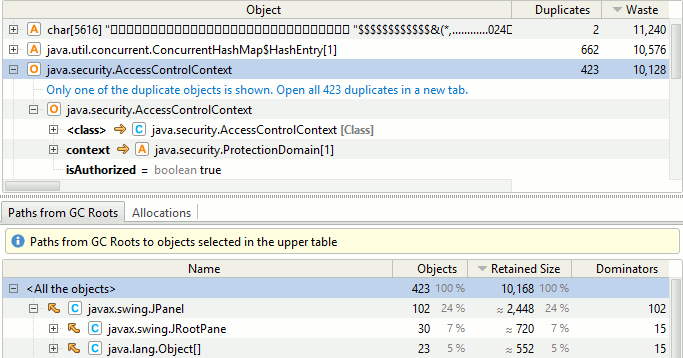 Object Duplicates Waste
char[5616] " "$$$$$$$$$$$$&(*,............024D 2 11,240
java.util.concurrent.ConcurrentHashMap$HashEntry[1] 662 10,576
java.security.AccessControlContext 423 10,128
Only one of the duplicate objects is shown. Open all 423 duplicates in a new tab.
java.security.AccessControlContext
<class> java.security.AccessControlContext [Class]
context java.security.ProtectionDomain[1]
isAuthorized = boolean true
Paths from GC Roots Allocations
Paths from GC Roots to objects selected in the upper table
Name Objects Retained Size Dominators
<All the objects> 423 100 % 10,168 100 %
javax.swing.JPanel 102 24 % ≈ 2,448 24 % 102
javax.swing.JRootPane 30 7 % ≈ 720 7 % 15
java.lang.Object[] 23 5 % ≈ 552 5 % 15